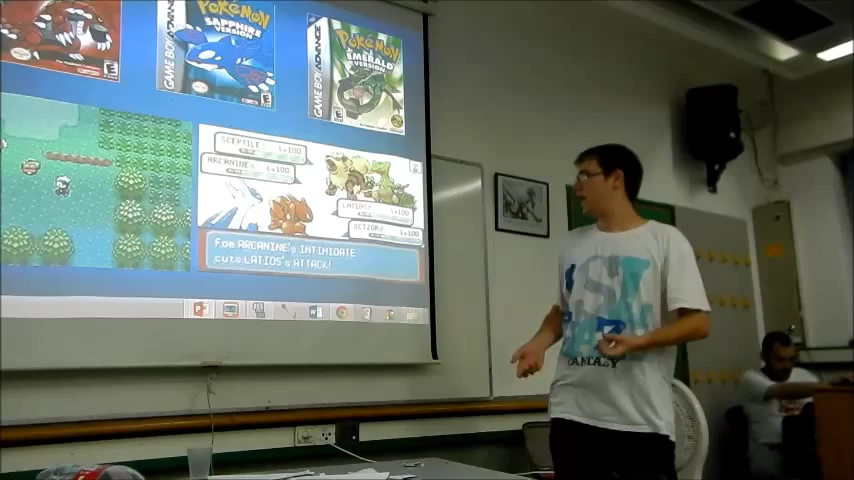 POKéMON
SAPPHIRE
VERSION
GAME BOY ADVANCE
POKéMON
EMERALD
VERSION
GAME BOY ADVANCE
SCEPTILE Lv100
ARCANINE Lv100
LATIOS Lv100
SCIZOR Lv100
Foe ARCANINE's INTIMIDATE
cuts LATIOS's ATTACK!
FANTASY